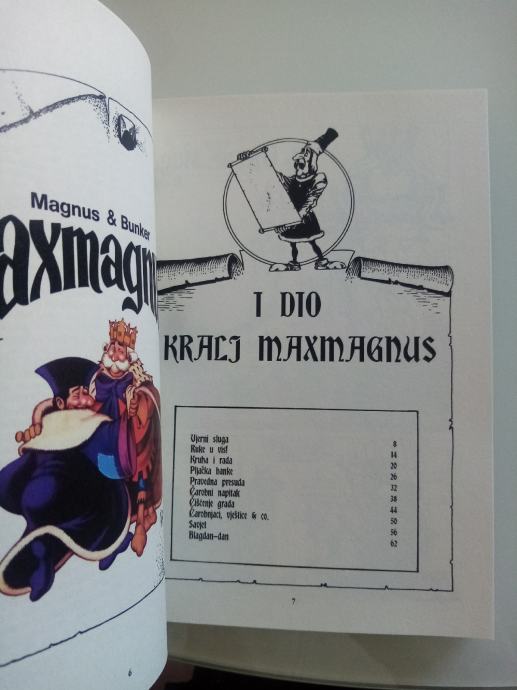 Magnus & Bunker
axmagn
6
I DIO
KRALJ MAXMAGNUS
Vjerni sluga 8
Ruke u vis! 14
Kruha i rada 20
Pljačka banke 26
Pravedna presuda 32
Čarobni napitak 38
Čišćenje grada 44
Čarobnjaci, vještice & co. 50
Savjet 56
Blagdan-dan 62
7